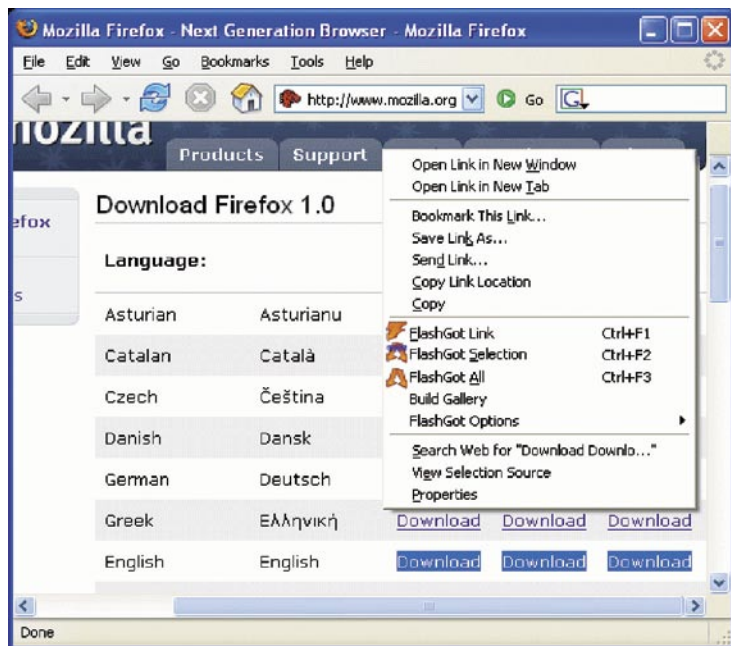 Mozilla Firefox - Next Generation Browser - Mozilla Firefox
File Edit View Go Bookmarks Tools Help
http://www.mozilla.org Go
mozilla
Products Support
Open Link in New Window
Open Link in New Tab
Bookmark This Link...
Save Link As...
Send Link...
Copy Link Location
Copy
FlashGot Link Ctrl+F1
FlashGot Selection Ctrl+F2
FlashGot All Ctrl+F3
Build Gallery
FlashGot Options
Search Web for "Download Downlo..."
View Selection Source
Properties
efox
s
Download Firefox 1.0
Language:
Asturian Asturianu
Catalan Català
Czech Čeština
Danish Dansk
German Deutsch
Greek Ελληνική Download Download Download
English English Download Download Download
Done